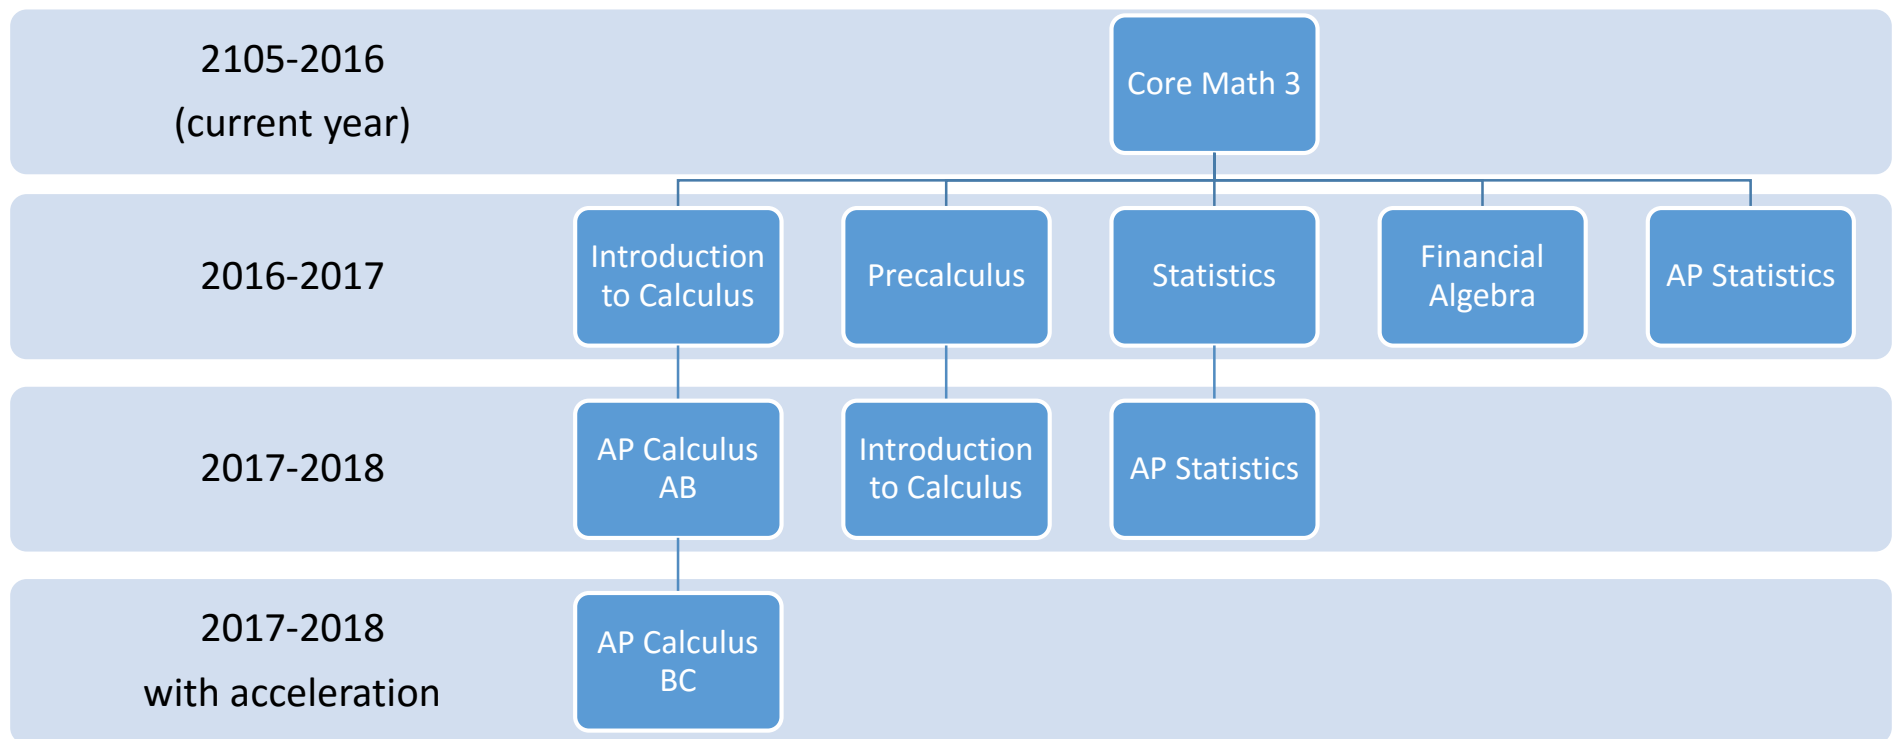 2105-2016
(current year)
Core Math 3
2016-2017
Introduction
to Calculus
Precalculus
Statistics
Financial
Algebra
AP Statistics
2017-2018
AP Calculus
AB
Introduction
to Calculus
AP Statistics
2017-2018
with acceleration
AP Calculus
BC